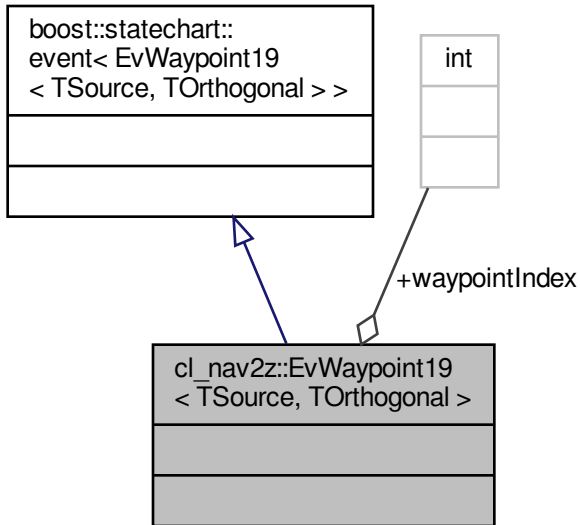 boost::statechart::
event< EvWaypoint19
< TSource, TOrthogonal > >
int
+waypointIndex
cl_nav2z::EvWaypoint19
< TSource, TOrthogonal >